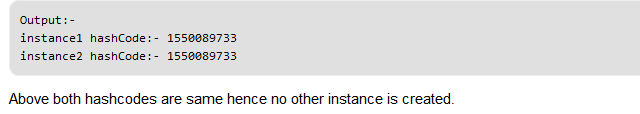 Output:-
instance1 hashCode:- 1550089733
instance2 hashCode:- 1550089733
Above both hashcodes are same hence no other instance is created.